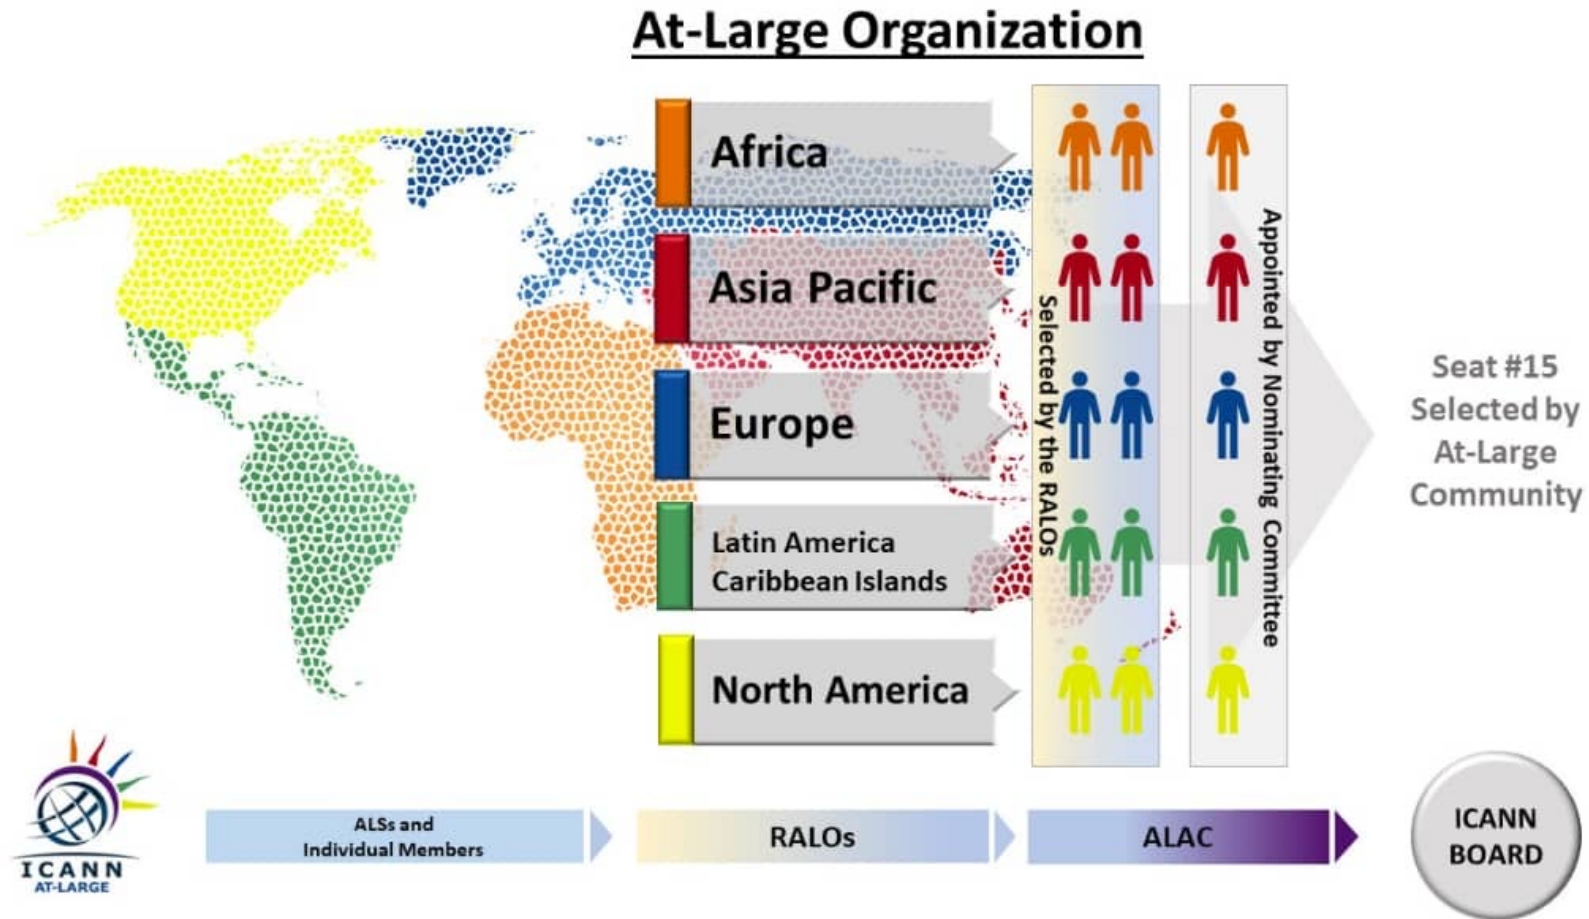 At-Large Organization
Africa
Asia Pacific
Europe
Latin America
Caribbean Islands
North America
Selected by the RALOs
Appointed by Nominating Committee
Seat #15
Selected by
At-Large
Community
ICANN
AT-LARGE
ALSs and
Individual Members
RALOs
ALAC
ICANN
BOARD